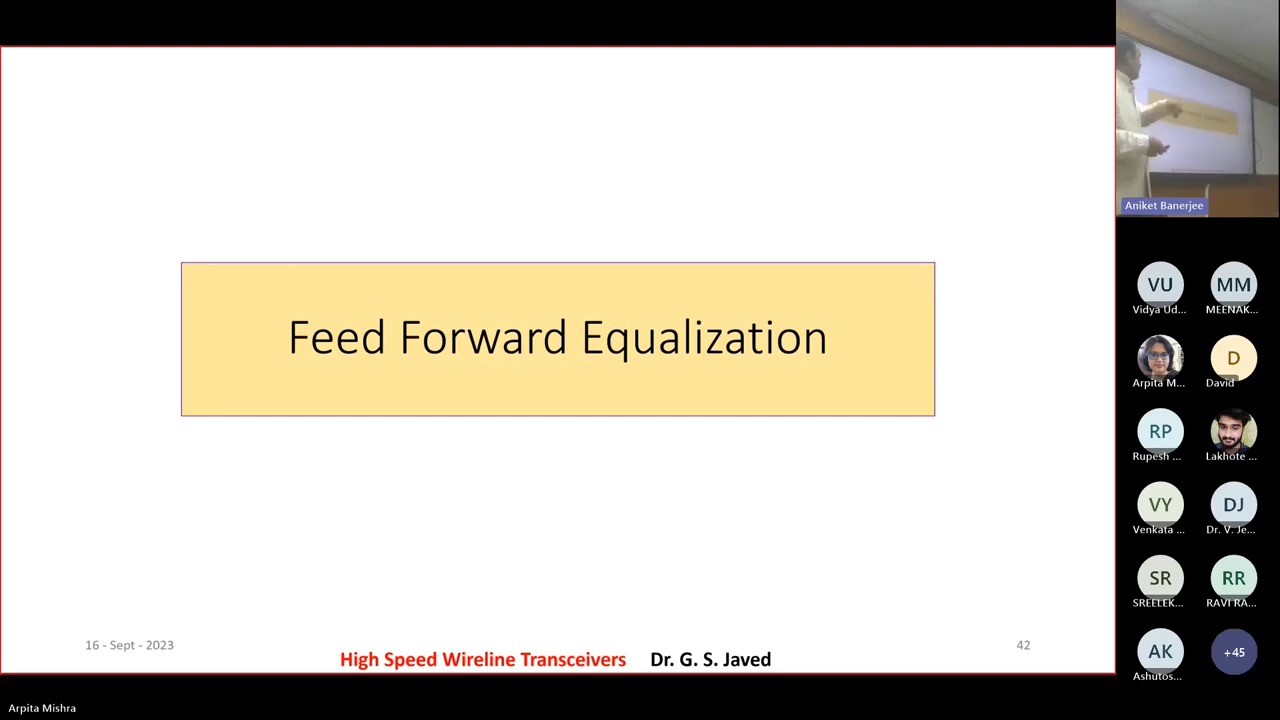 Feed Forward Equalization
16 - Sept - 2023
High Speed Wireline Transceivers Dr. G. S. Javed
42
Arpita Mishra
Aniket Banerjee
VU MM
Vidya Ud... MEENAK...
Arpita M... D
David
RP
Rupesh ... Lakhote ...
VY DJ
Venkata ... Dr. V. Je...
SR RR
SREELEK... RAVI RA...
AK +45
Ashutos...